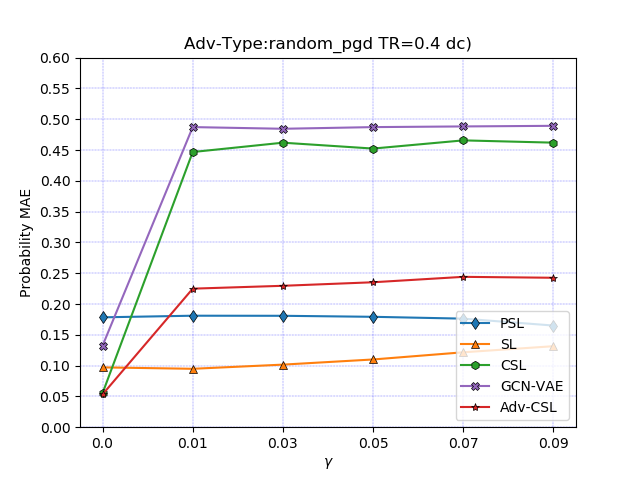 Adv-Type:random_pgd TR=0.4 dc)
0.60
0.55
0.50
0.45
0.40
0.35
0.30
0.25
0.20
0.15
0.10
0.05
0.00
Probability MAE
0.0 0.01 0.03 0.05 0.07 0.09
γ
PSL
SL
CSL
GCN-VAE
Adv-CSL